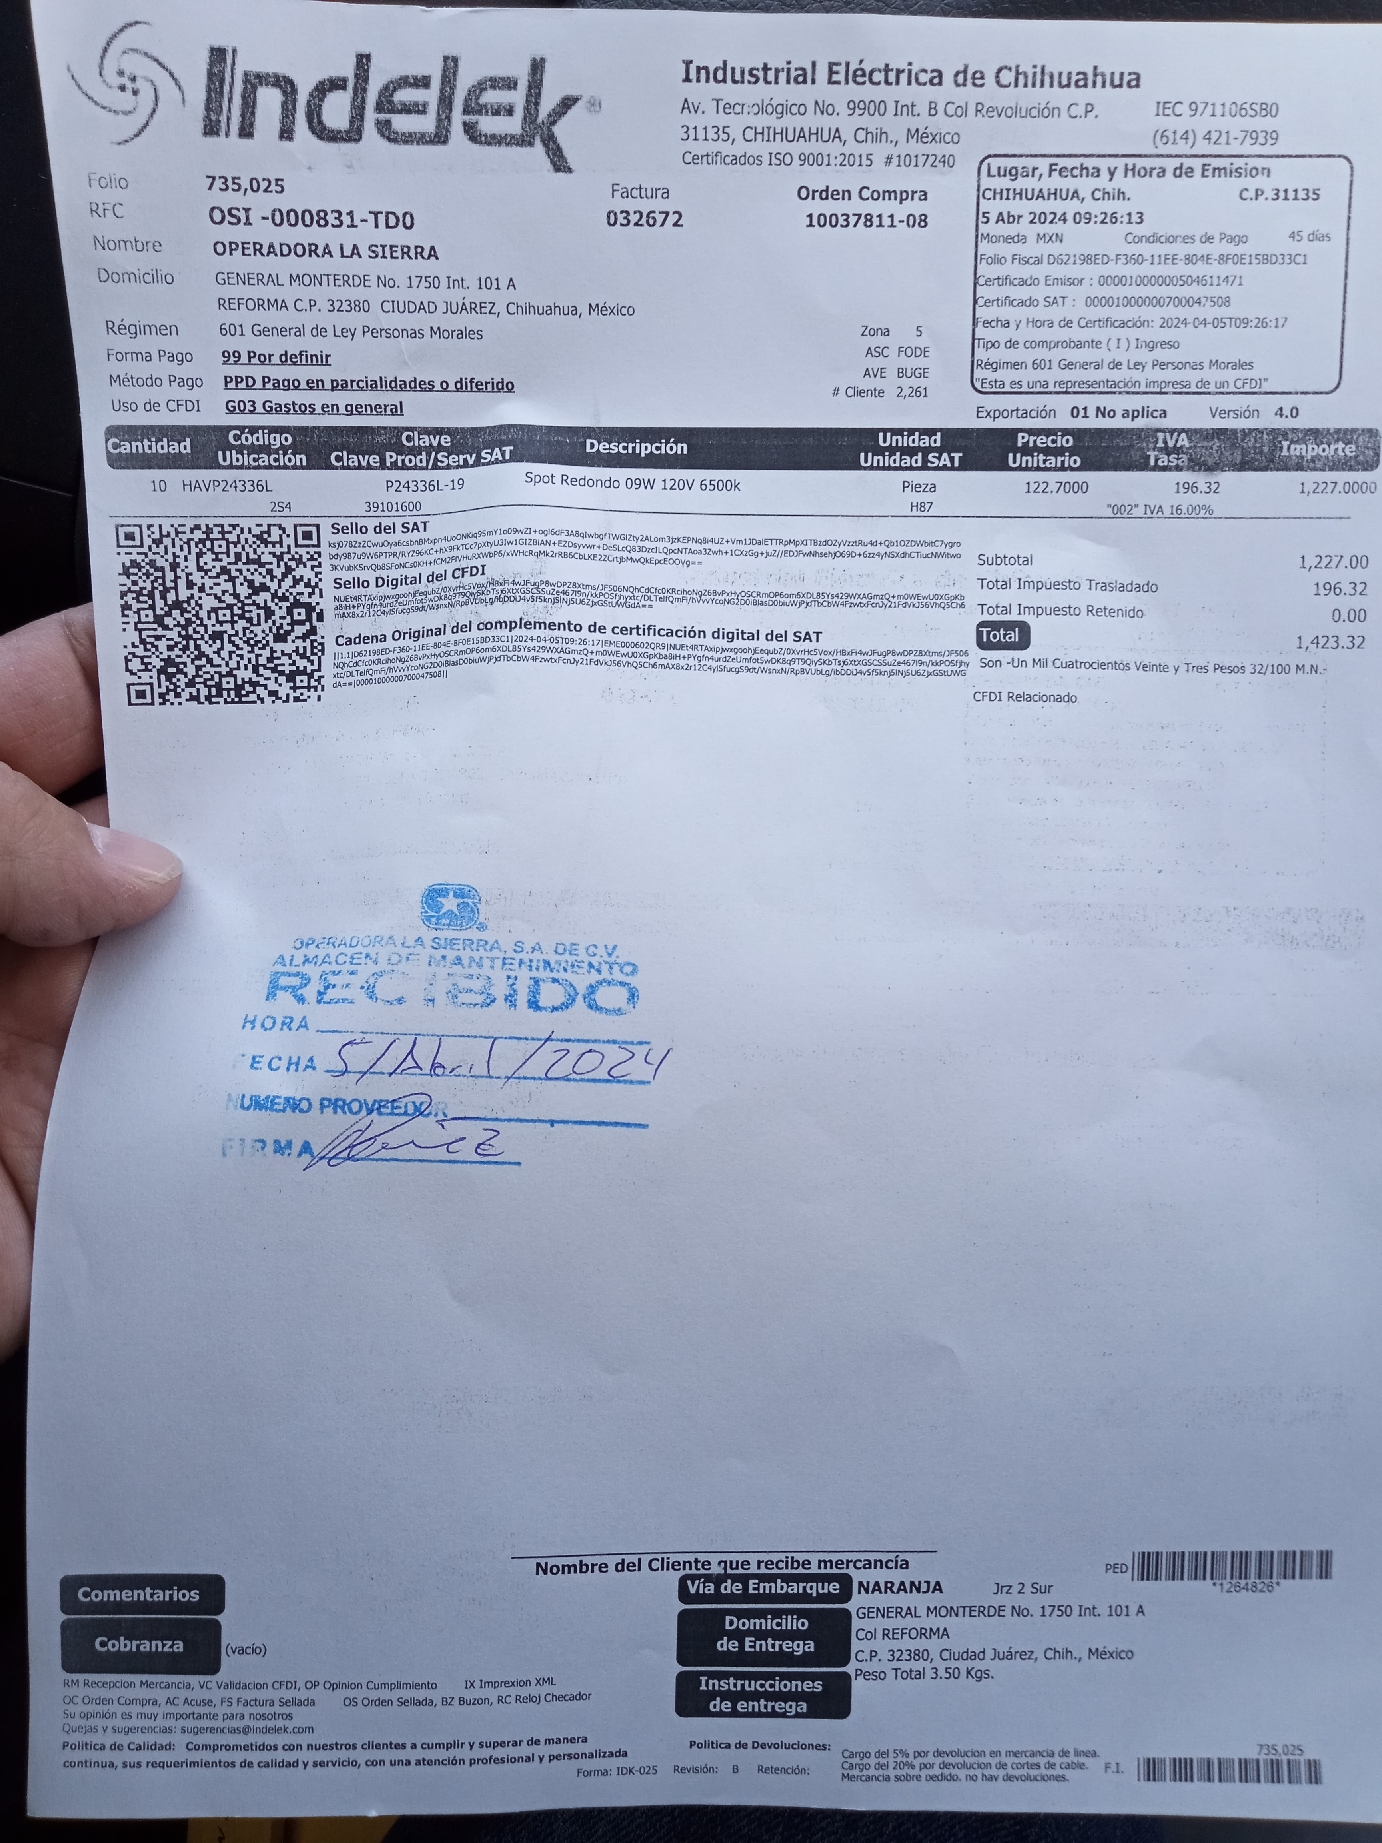 Indelek®
Industrial Eléctrica de Chihuahua
Av. Tecnológico No. 9900 Int. B Col Revolución C.P. IEC 971106SB0
31135, CHIHUAHUA, Chih., México (614) 421-7939
Certificados ISO 9001:2015 #1017240
Folio 735,025
RFC OSI -000831-TD0
Factura
032672
Orden Compra
10037811-08
Nombre OPERADORA LA SIERRA
Domicilio GENERAL MONTERDE No. 1750 Int. 101 A
REFORMA C.P. 32380 CIUDAD JUÁREZ, Chihuahua, México
Régimen 601 General de Ley Personas Morales
Forma Pago 99 Por definir
Método Pago PPD Pago en parcialidades o diferido
Uso de CFDI G03 Gastos en general
Zona 5
ASC FODE
AVE BUGE
# Cliente 2,261
Lugar, Fecha y Hora de Emision
CHIHUAHUA, Chih. C.P.31135
5 Abr 2024 09:26:13
Moneda MXN Condiciones de Pago 45 días
Folio Fiscal D62198ED-F360-11EE-804E-8F0E15BD33C1
Certificado Emisor : 00001000000504611471
Certificado SAT : 00001000000700047508
Fecha y Hora de Certificación: 2024-04-05T09:26:17
Tipo de comprobante ( I ) Ingreso
Régimen 601 General de Ley Personas Morales
"Esta es una representación impresa de un CFDI"
Exportación 01 No aplica Versión 4.0
Cantidad Código Ubicación Clave Clave Prod/Serv SAT Descripción Unidad Unidad SAT Precio Unitario IVA Tasa Importe
10 HAVP24336L P24336L-19 Spot Redondo 09W 120V 6500k Pieza 122.7000 196.32 1,227.0000
2S4 39101600 H87 "002" IVA 16.00%
Sello del SAT
Sello Digital del CFDI
Cadena Original del complemento de certificación digital del SAT
Subtotal 1,227.00
Total Impuesto Trasladado 196.32
Total Impuesto Retenido 0.00
Total 1,423.32
Son -Un Mil Cuatrocientos Veinte y Tres Pesos 32/100 M.N.-
CFDI Relacionado
OPERADORA LA SIERRA, S.A. DE C.V.
ALMACEN DE MANTENIMIENTO
RECIBIDO
HORA
FECHA 5/Abril/2024
NUMERO PROVEEDOR
FIRMA
Nombre del Cliente que recibe mercancía
PED *1264826*
Comentarios
Cobranza (vacío)
Vía de Embarque NARANJA Jrz 2 Sur
Domicilio de Entrega
GENERAL MONTERDE No. 1750 Int. 101 A
Col REFORMA
C.P. 32380, Ciudad Juárez, Chih., México
Peso Total 3.50 Kgs.
Instrucciones de entrega
RM Recepcion Mercancia, VC Validacion CFDI, OP Opinion Cumplimiento IX Imprexion XML
OC Orden Compra, AC Acuse, FS Factura Sellada OS Orden Sellada, BZ Buzon, RC Reloj Checador
Su opinión es muy importante para nosotros
Quejas y sugerencias: sugerencias@indelek.com
Politica de Calidad: Comprometidos con nuestros clientes a cumplir y superar de manera
continua, sus requerimientos de calidad y servicio, con una atención profesional y personalizada
Forma: IDK-025 Revisión: B Retención:
Politica de Devoluciones:
Cargo del 5% por devolucion en mercancia de linea.
Cargo del 20% por devolucion de cortes de cable.
Mercancia sobre pedido, no hay devoluciones.
F.I. 735,025